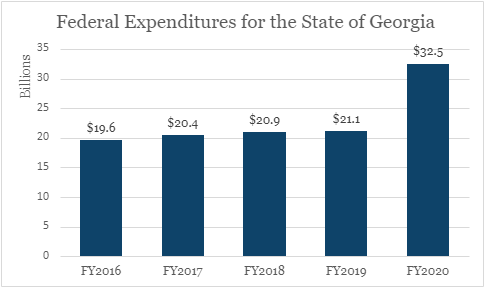 Federal Expenditures for the State of Georgia
Billions
35
30
25
20
15
10
5
0
$19.6
$20.4
$20.9
$21.1
$32.5
FY2016
FY2017
FY2018
FY2019
FY2020